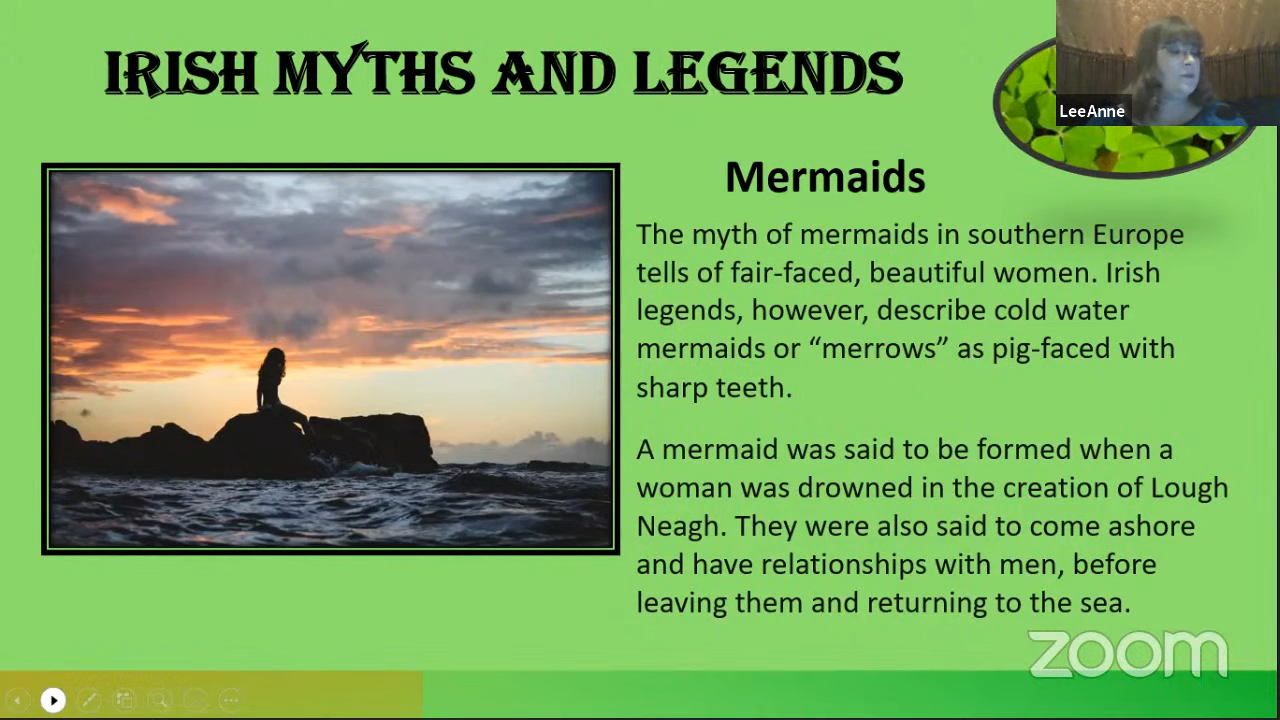 IRISH MYTHS AND LEGENDS
LeeAnne
Mermaids
The myth of mermaids in southern Europe
tells of fair-faced, beautiful women. Irish
legends, however, describe cold water
mermaids or “merrows” as pig-faced with
sharp teeth.
A mermaid was said to be formed when a
woman was drowned in the creation of Lough
Neagh. They were also said to come ashore
and have relationships with men, before
leaving them and returning to the sea.
zoom